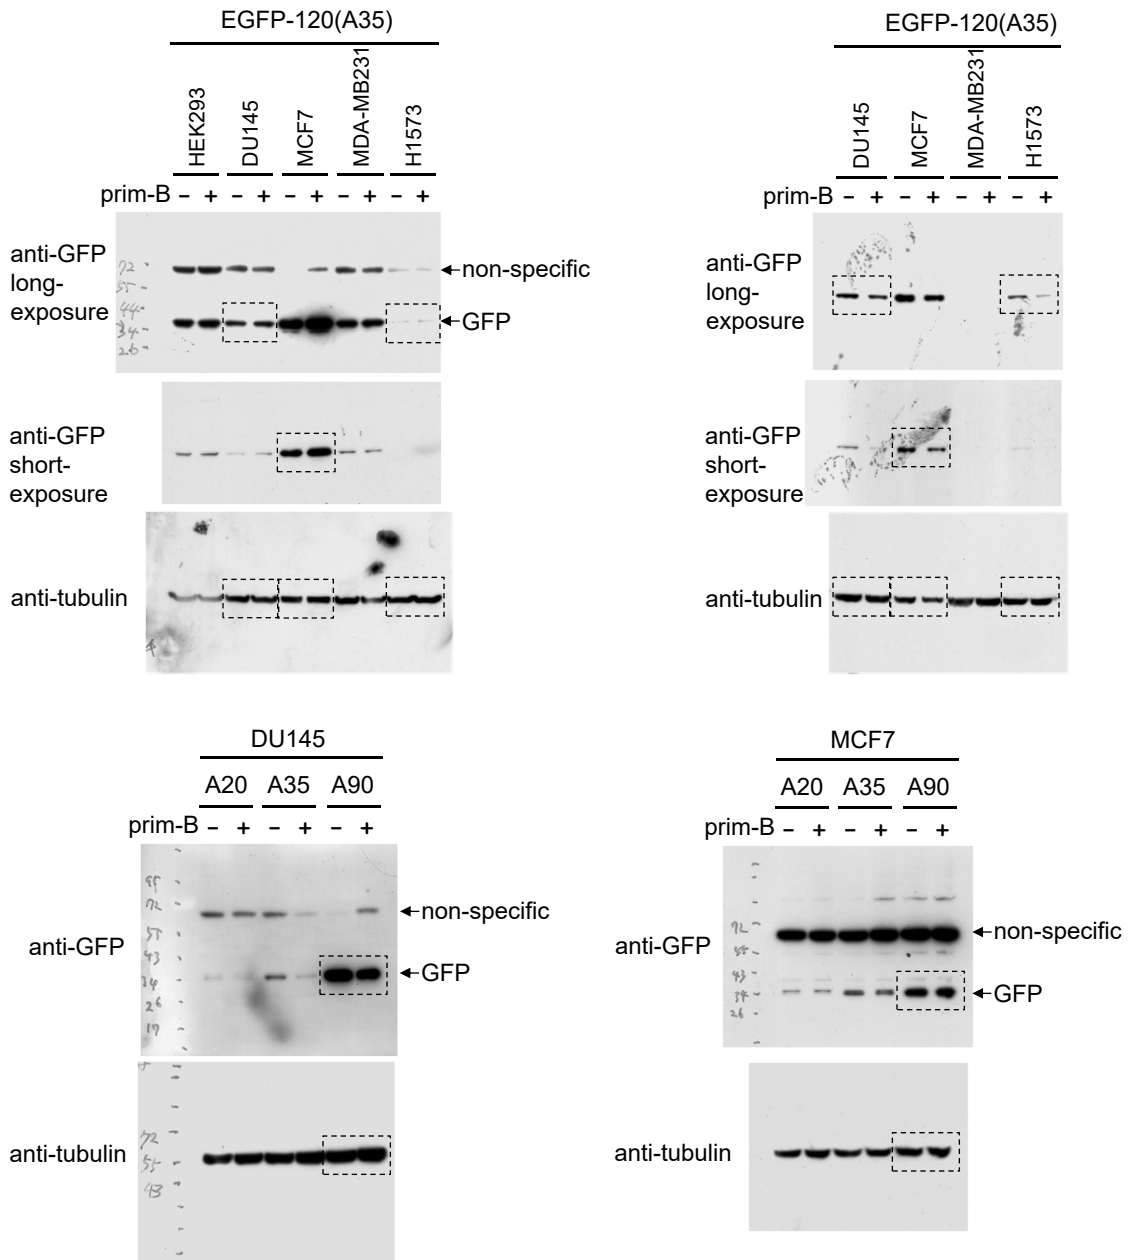 EGFP-120(A35)
HEK293
DU145
MCF7
MDA-MB231
H1573
prim-B − + − + − + − + − +
anti-GFP
long-
exposure
72
55
44
34
26
non-specific
GFP
anti-GFP
short-
exposure
anti-tubulin
EGFP-120(A35)
DU145
MCF7
MDA-MB231
H1573
prim-B − + − + − + − +
anti-GFP
long-
exposure
anti-GFP
short-
exposure
anti-tubulin
DU145
A20 A35 A90
prim-B − + − + − +
anti-GFP
95
72
55
43
34
26
17
non-specific
GFP
anti-tubulin
72
55
43
MCF7
A20 A35 A90
prim-B − + − + − +
anti-GFP
72
55
43
34
26
non-specific
GFP
anti-tubulin